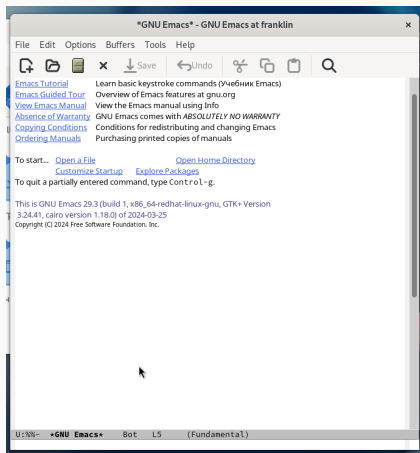 *GNU Emacs* - GNU Emacs at franklin ×
File Edit Options Buffers Tools Help
Save Undo
Emacs Tutorial Learn basic keystroke commands (Учебник Emacs)
Emacs Guided Tour Overview of Emacs features at gnu.org
View Emacs Manual View the Emacs manual using Info
Absence of Warranty GNU Emacs comes with ABSOLUTELY NO WARRANTY
Copying Conditions Conditions for redistributing and changing Emacs
Ordering Manuals Purchasing printed copies of manuals
To start... Open a File Open Home Directory
Customize Startup Explore Packages
To quit a partially entered command, type Control-g.
This is GNU Emacs 29.3 (build 1, x86_64-redhat-linux-gnu, GTK+ Version
3.24.41, cairo version 1.18.0) of 2024-03-25
Copyright (C) 2024 Free Software Foundation, Inc.
U:%%- *GNU Emacs* Bot L5 (Fundamental)